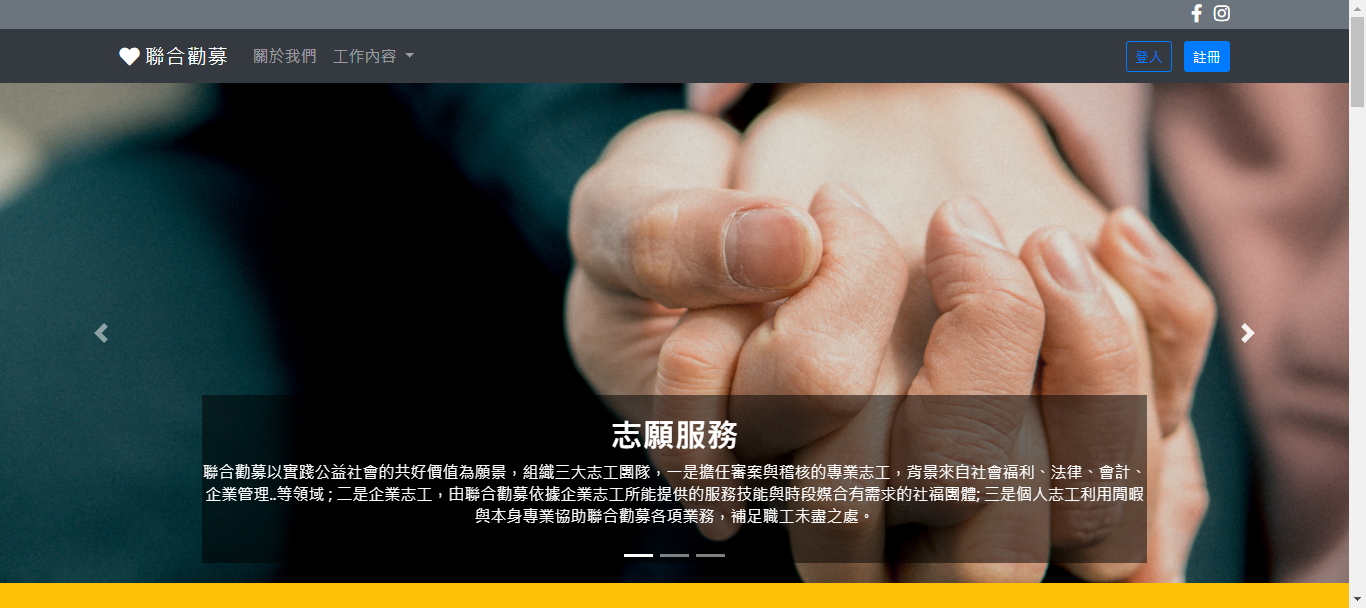 聯合勸募 關於我們 工作內容 登入 註冊
志願服務
聯合勸募以實踐公益社會的共好價值為願景，組織三大志工團隊，一是擔任審案與稽核的專業志工，背景來自社會福利、法律、會計、
企業管理..等領域 ; 二是企業志工，由聯合勸募依據企業志工所能提供的服務技能與時段媒合有需求的社福團體; 三是個人志工利用閒暇
與本身專業協助聯合勸募各項業務，補足職工未盡之處。